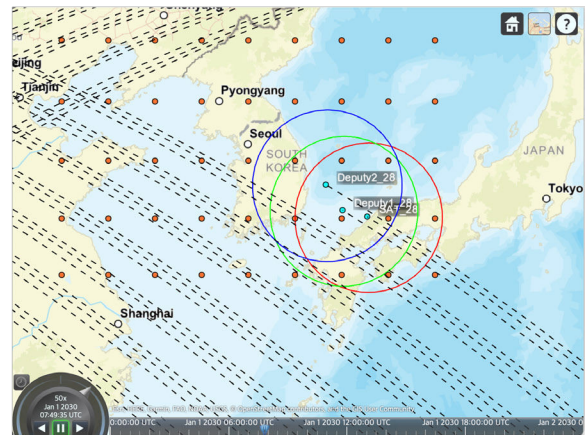 ?
eijing
Tianjin
Pyongyang
Seoul
SOUTH
KOREA
JAPAN
Deputy2_28
Tokyo
Deputy1_28
Shanghai
50x
Jan 1 2030
07:49:35 UTC
0:00:00 UTC
Jan 1 2030 06:00:00 UTC
Jan 1 2030 12:00:00 UTC
Jan 1 2030 18:00:00 UTC
Jan 2 2030